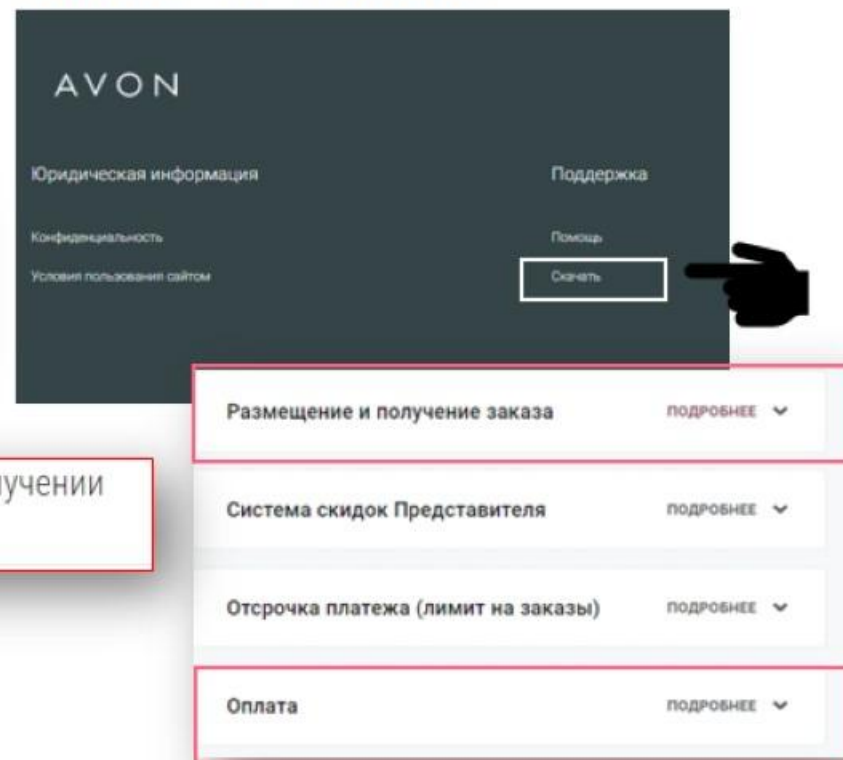 AVON
Юридическая информация
Поддержка
Конфиденциальность
Помощь
Условия пользования сайтом
Скачать
Размещение и получение заказа ПОДРОБНЕЕ
Система скидок Представителя ПОДРОБНЕЕ
Отсрочка платежа (лимит на заказы) ПОДРОБНЕЕ
Оплата ПОДРОБНЕЕ